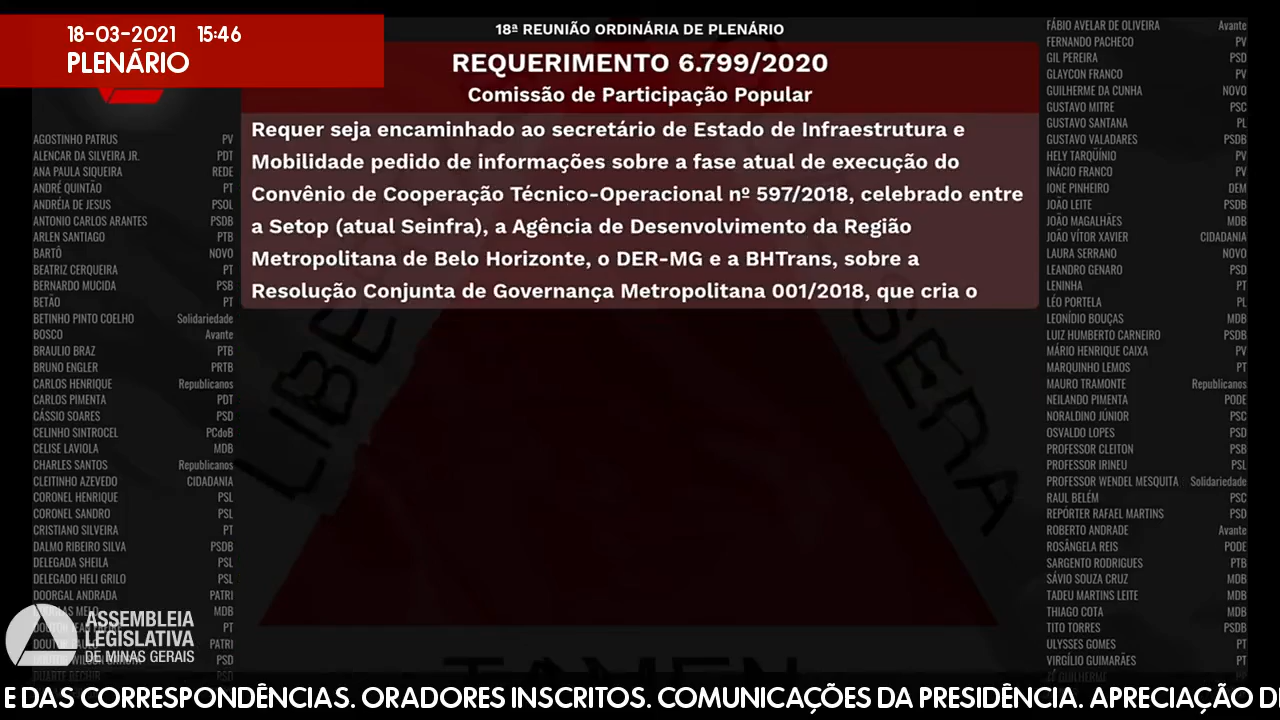 18-03-2021 15:46
PLENÁRIO
18ª REUNIÃO ORDINÁRIA DE PLENÁRIO
REQUERIMENTO 6.799/2020
Comissão de Participação Popular
Requer seja encaminhado ao secretário de Estado de Infraestrutura e
Mobilidade pedido de informações sobre a fase atual de execução do
Convênio de Cooperação Técnico-Operacional nº 597/2018, celebrado entre
a Setop (atual Seinfra), a Agência de Desenvolvimento da Região
Metropolitana de Belo Horizonte, o DER-MG e a BHTrans, sobre a
Resolução Conjunta de Governança Metropolitana 001/2018, que cria o
AGOSTINHO PATRUS PV
ALENCAR DA SILVEIRA JR. PDT
ANA PAULA SIQUEIRA REDE
ANDRÉ QUINTÃO PT
ANDRÉIA DE JESUS PSOL
ANTONIO CARLOS ARANTES PSDB
ARLEN SANTIAGO PTB
BARTÔ NOVO
BEATRIZ CERQUEIRA PT
BERNARDO MUCIDA PSB
BETÃO PT
BETINHO PINTO COELHO Solidariedade
BOSCO Avante
BRAULIO BRAZ PTB
BRUNO ENGLER PRTB
CARLOS HENRIQUE Republicanos
CARLOS PIMENTA PDT
CÁSSIO SOARES PSD
CELINHO SINTROCEL PCdoB
CELISE LAVIOLA MDB
CHARLES SANTOS Republicanos
CLEITINHO AZEVEDO CIDADANIA
CORONEL HENRIQUE PSL
CORONEL SANDRO PSL
CRISTIANO SILVEIRA PT
DALMO RIBEIRO SILVA PSDB
DELEGADA SHEILA PSL
DELEGADO HELI GRILO PSL
DOORGAL ANDRADA PATRI
MELO MDB
PT
PATRI
PSD
FÁBIO AVELAR DE OLIVEIRA Avante
FERNANDO PACHECO PV
GIL PEREIRA PSD
GLAYCON FRANCO PV
GUILHERME DA CUNHA NOVO
GUSTAVO MITRE PSC
GUSTAVO SANTANA PL
GUSTAVO VALADARES PSDB
HELY TARQÜÍNIO PV
INÁCIO FRANCO PV
IONE PINHEIRO DEM
JOÃO LEITE PSDB
JOÃO MAGALHÃES MDB
JOÃO VÍTOR XAVIER CIDADANIA
LAURA SERRANO NOVO
LEANDRO GENARO PSD
LENINHA PT
LÉO PORTELA PL
LEONÍDIO BOUÇAS MDB
LUIZ HUMBERTO CARNEIRO PSDB
MÁRIO HENRIQUE CAIXA PV
MARQUINHO LEMOS PT
MAURO TRAMONTE Republicanos
NEILANDO PIMENTA PODE
NORALDINO JÚNIOR PSC
OSVALDO LOPES PSD
PROFESSOR CLEITON PSB
PROFESSOR IRINEU PSL
PROFESSOR WENDEL MESQUITA Solidariedade
RAUL BELÉM PSC
REPÓRTER RAFAEL MARTINS PSD
ROBERTO ANDRADE Avante
ROSÂNGELA REIS PODE
SARGENTO RODRIGUES PTB
SÁVIO SOUZA CRUZ MDB
TADEU MARTINS LEITE MDB
THIAGO COTA MDB
TITO TORRES PSDB
ULYSSES GOMES PT
VIRGÍLIO GUIMARÃES PT
ASSEMBLEIA
LEGISLATIVA
DE MINAS GERAIS
E DAS CORRESPONDÊNCIAS. ORADORES INSCRITOS. COMUNICAÇÕES DA PRESIDÊNCIA. APRECIAÇÃO D